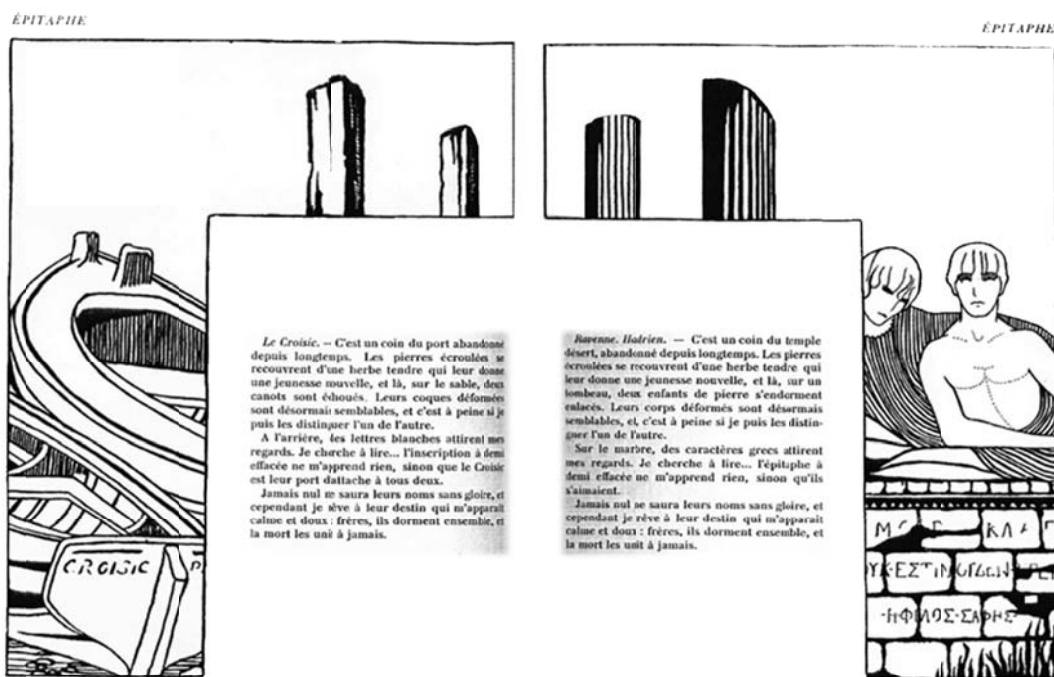 ÉPITAPHE
Le Croisic. — C'est un coin du port abandonné
depuis longtemps. Les pierres écroulées se
recouvrent d'une herbe tendre qui leur donne
une jeunesse nouvelle, et là, sur le sable, deux
canots sont échoués. Leurs coques déformées
sont désormais semblables, et c'est à peine si je
puis les distinguer l'un de l'autre.
A l'arrière, les lettres blanches attirent mes
regards. Je cherche à lire... l'inscription à demi
effacée ne m'apprend rien, sinon que le Croisic
est leur port dattache à tous deux.
Jamais nul ne saura leurs noms sans gloire, et
cependant je rêve à leur destin qui m'apparaît
calme et doux : frères, ils dorment ensemble, et
la mort les unit à jamais.
CROISIC
ÉPITAPHE
Ravenne. Hadrien. — C'est un coin du temple
désert, abandonné depuis longtemps. Les pierres
écroulées se recouvrent d'une herbe tendre qui
leur donne une jeunesse nouvelle, et là, sur un
tombeau, deux enfants de pierre s'endorment
enlacés. Leurs corps déformés sont désormais
semblables, et, c'est à peine si je puis les distin-
guer l'un de l'autre.
Sur le marbre, des caractères grecs attirent
mes regards. Je cherche à lire... l'épitaphe à
demi effacée ne m'apprend rien, sinon qu'ils
s'aimaient.
Jamais nul ne saura leurs noms sans gloire, et
cependant je rêve à leur destin qui m'apparaît
calme et doux : frères, ils dorment ensemble, et
la mort les unit à jamais.
ΗΦΙΛΟΣ·ΣΑΦΗΣ